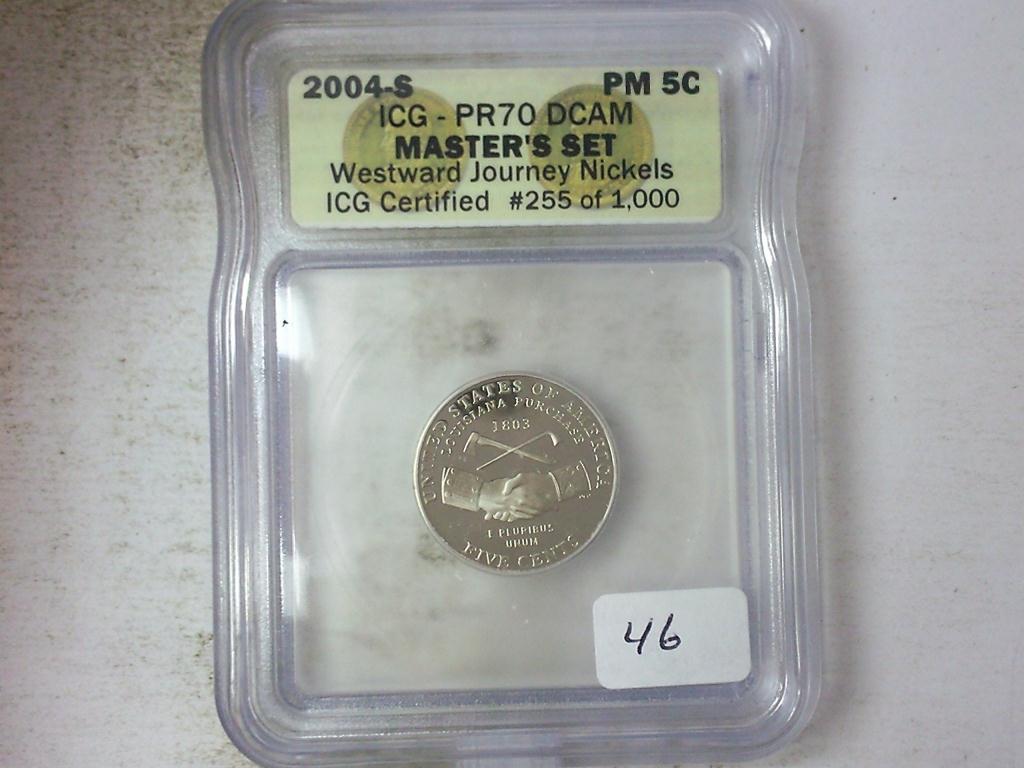 2004-S PM 5C
ICG - PR70 DCAM
MASTER'S SET
Westward Journey Nickels
ICG Certified #255 of 1,000
UNITED STATES OF AMERICA
LOUISIANA PURCHASE
1803
E PLURIBUS
UNUM
FIVE CENTS
46